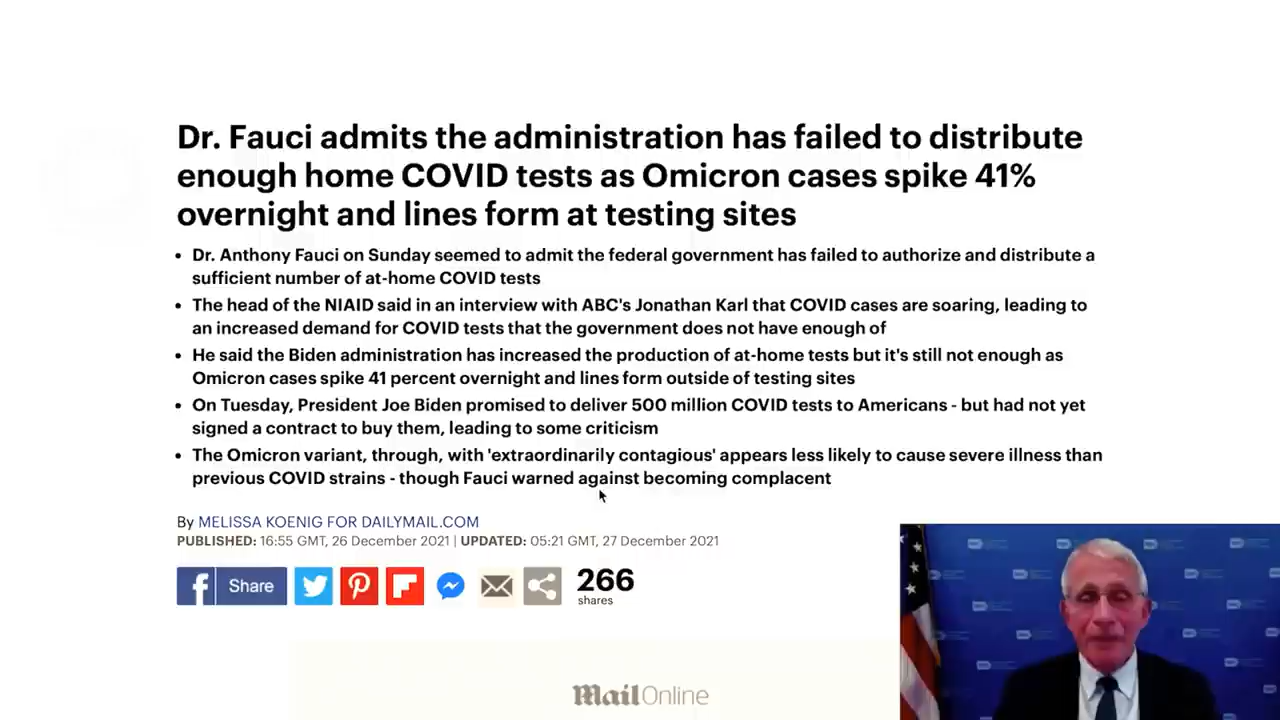 Dr. Fauci admits the administration has failed to distribute
enough home COVID tests as Omicron cases spike 41%
overnight and lines form at testing sites
• Dr. Anthony Fauci on Sunday seemed to admit the federal government has failed to authorize and distribute a
sufficient number of at-home COVID tests
• The head of the NIAID said in an interview with ABC's Jonathan Karl that COVID cases are soaring, leading to
an increased demand for COVID tests that the government does not have enough of
• He said the Biden administration has increased the production of at-home tests but it's still not enough as
Omicron cases spike 41 percent overnight and lines form outside of testing sites
• On Tuesday, President Joe Biden promised to deliver 500 million COVID tests to Americans - but had not yet
signed a contract to buy them, leading to some criticism
• The Omicron variant, through, with 'extraordinarily contagious' appears less likely to cause severe illness than
previous COVID strains - though Fauci warned against becoming complacent
By MELISSA KOENIG FOR DAILYMAIL.COM
PUBLISHED: 16:55 GMT, 26 December 2021 | UPDATED: 05:21 GMT, 27 December 2021
f Share 266
shares
Mail Online